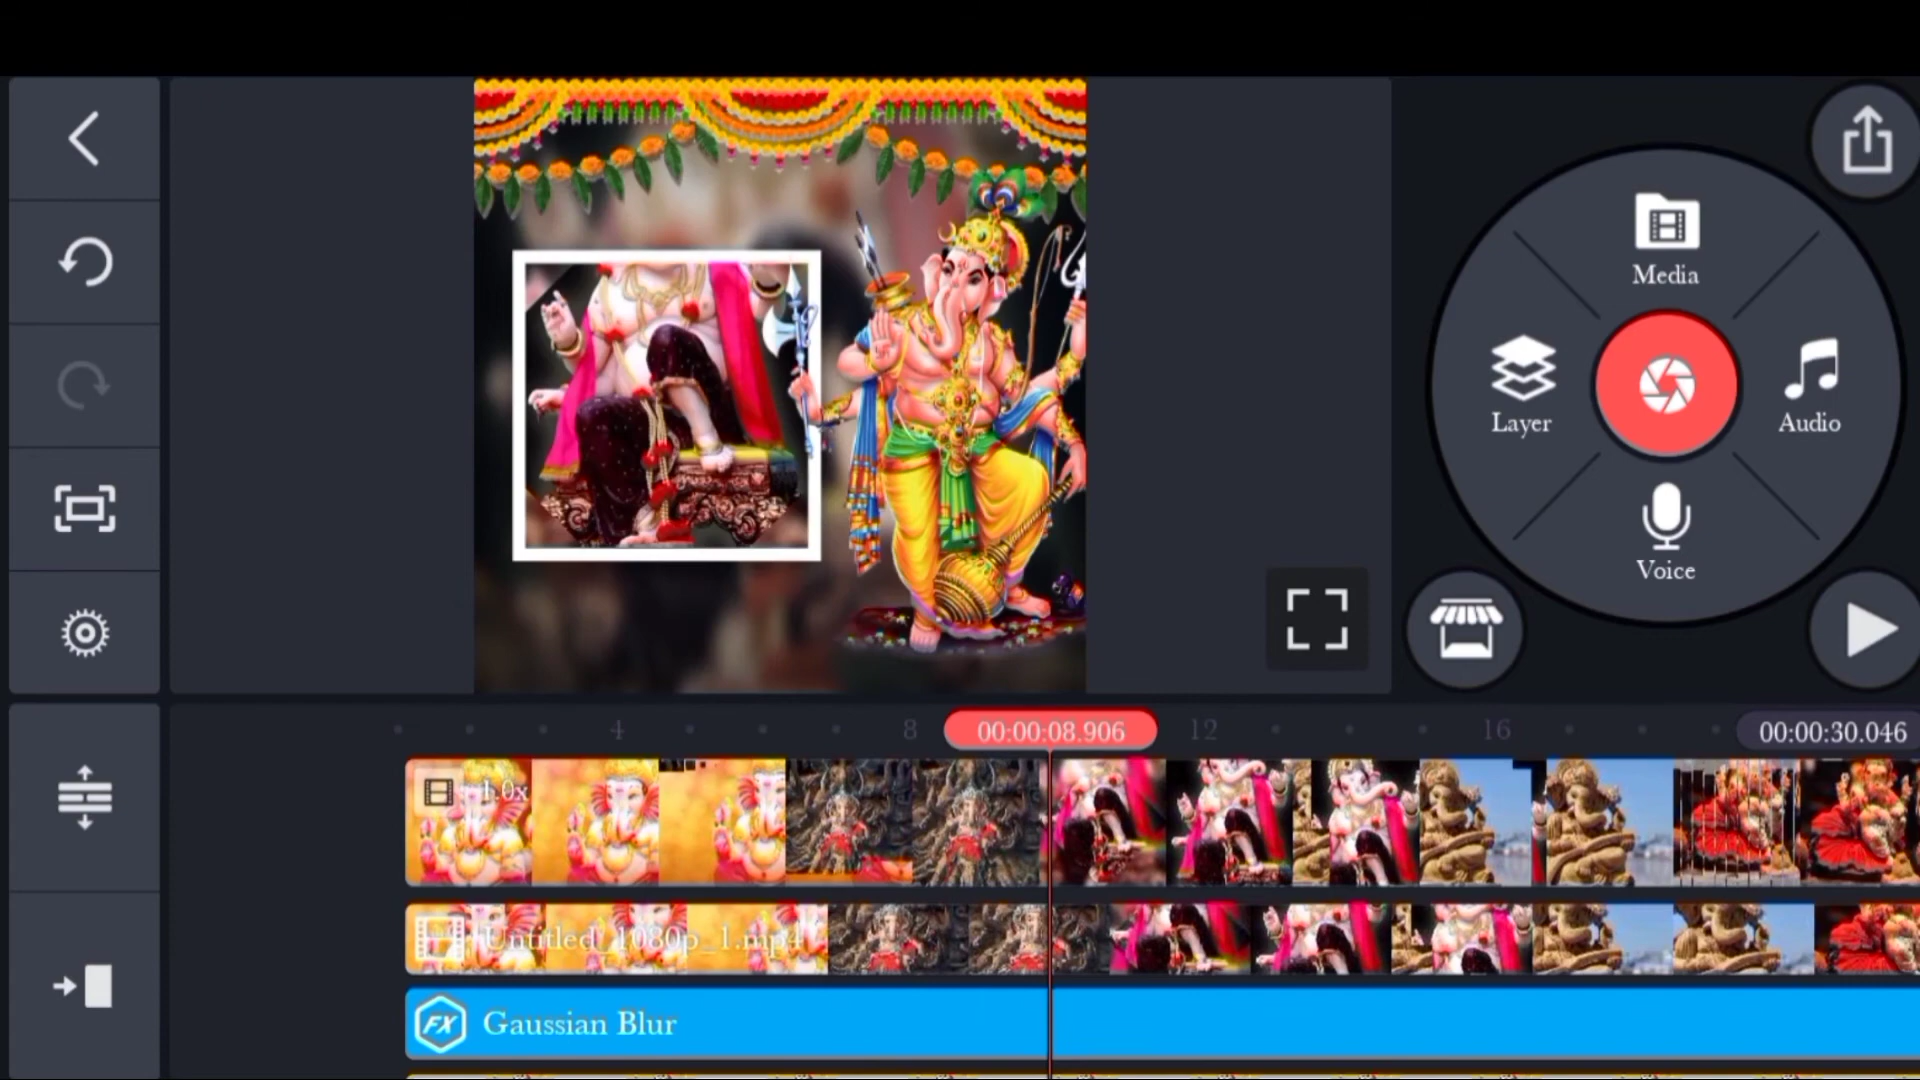 Media
Layer
Audio
Voice
4
8
00:00:08.906
12
16
00:00:30.046
1.0x
Untitled_1080p_1.mp4
FX
Gaussian Blur